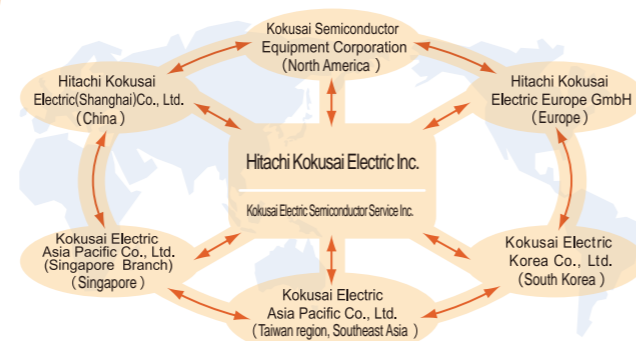 Kokusai Semiconductor
Equipment Corporation
(North America)
Hitachi Kokusai
Electric(Shanghai)Co., Ltd.
(China)
Hitachi Kokusai
Electric Europe GmbH
(Europe)
Hitachi Kokusai Electric Inc.
Kokusai Electric Semiconductor Service Inc.
Kokusai Electric
Asia Pacific Co., Ltd.
(Singapore Branch)
(Singapore)
Kokusai Electric
Korea Co., Ltd.
(South Korea)
Kokusai Electric
Asia Pacific Co., Ltd.
(Taiwan region, Southeast Asia)